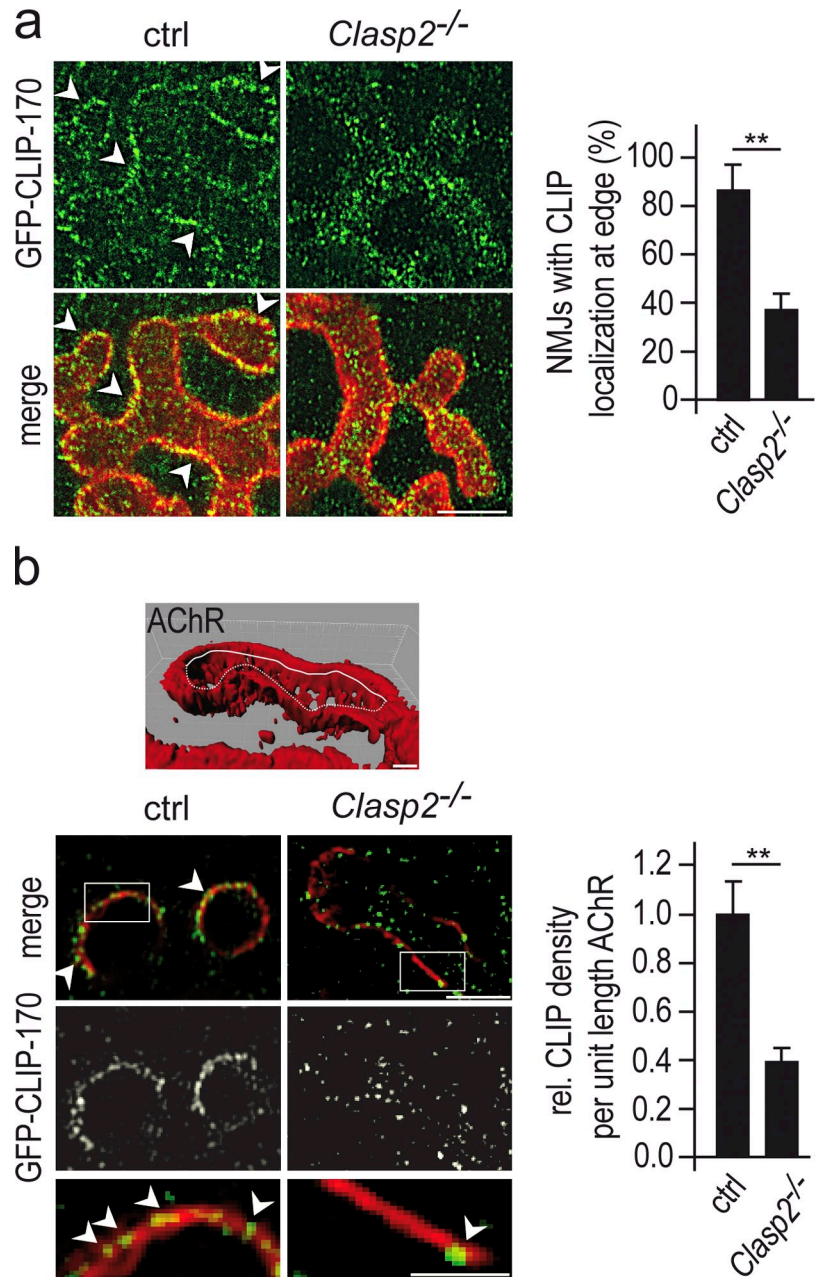 a
ctrl
Clasp2-/-
GFP-CLIP-170
merge
NMJs with CLIP
localization at edge (%)
100
80
60
40
20
0
**
ctrl
Clasp2-/-
b
AChR
ctrl
Clasp2-/-
merge
GFP-CLIP-170
rel. CLIP density
per unit length AChR
1.2
1.0
0.8
0.6
0.4
0.2
0.0
**
ctrl
Clasp2-/-